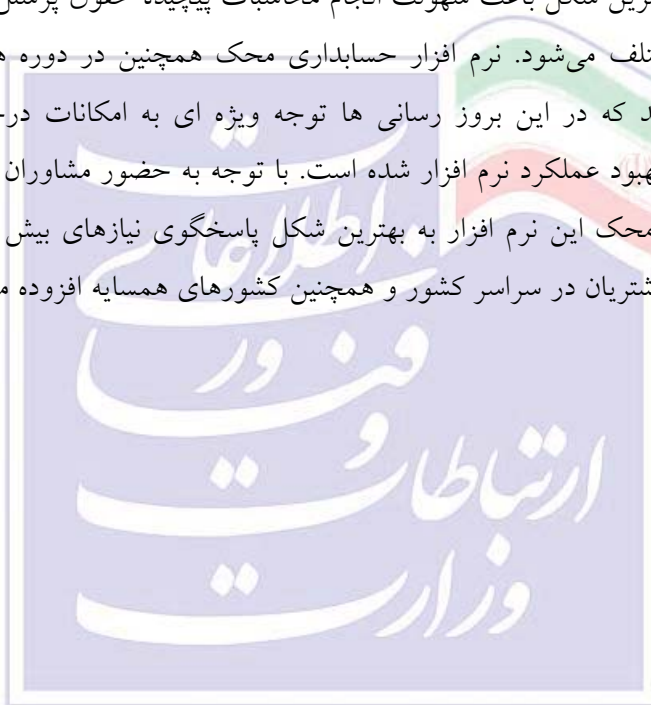 ترین شکل باعث سهولت انجام محاسبات پیچیده حقوق پرسنل
تلف می‌شود. نرم افزار حسابداری محک همچنین در دوره ه
د که در این بروز رسانی ها توجه ویژه ای به امکانات در
هبود عملکرد نرم افزار شده است. با توجه به حضور مشاوران
محک این نرم افزار به بهترین شکل پاسخگوی نیازهای بیش
شتریان در سراسر کشور و همچنین کشورهای همسایه افزوده م
وزارت
ارتباطات
و
فناوری
اطلاعات